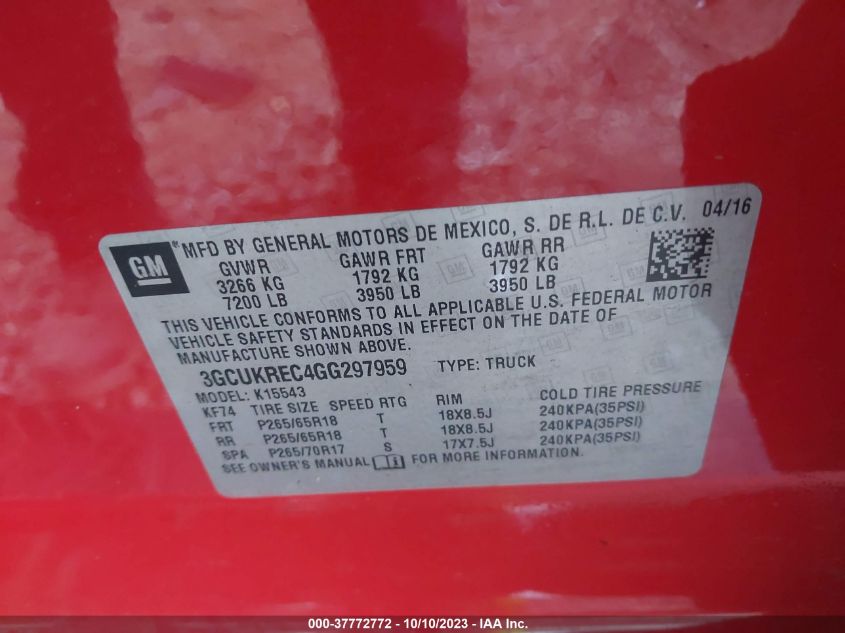 GM ® MFD BY GENERAL MOTORS DE MEXICO, S. DE R.L. DE C.V. 04/16
GVWR GAWR FRT GAWR RR
3266 KG 1792 KG 1792 KG
7200 LB 3950 LB 3950 LB
THIS VEHICLE CONFORMS TO ALL APPLICABLE U.S. FEDERAL MOTOR
VEHICLE SAFETY STANDARDS IN EFFECT ON THE DATE OF
MANUFACTURE SHOWN ABOVE.
3GCUKREC4GG297959 TYPE: TRUCK
MODEL: K15543
KF74 TIRE SIZE SPEED RTG RIM COLD TIRE PRESSURE
FRT P265/65R18 T 18X8.5J 240KPA(35PSI)
RR P265/65R18 T 18X8.5J 240KPA(35PSI)
SPA P265/70R17 S 17X7.5J 240KPA(35PSI)
SEE OWNER'S MANUAL FOR MORE INFORMATION.
000-37772772 - 10/10/2023 - IAA Inc.